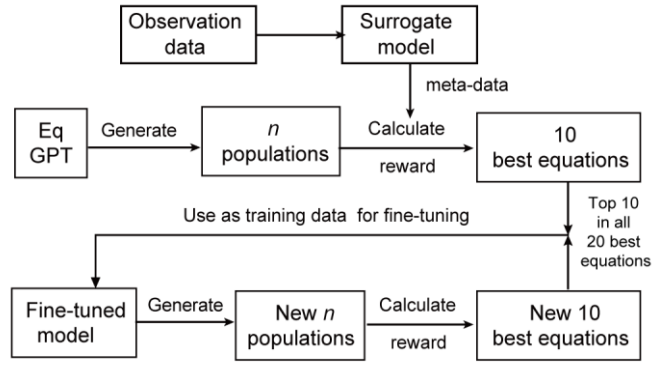 Observation
data
Surrogate
model
meta-data
Eq
GPT
Generate
n
populations
Calculate
reward
10
best equations
Use as training data for fine-tuning
Top 10
in all
20 best
equations
Fine-tuned
model
Generate
New n
populations
Calculate
reward
New 10
best equations